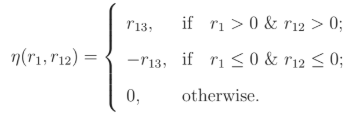 r₁₃, if r₁ > 0 & r₁₂ > 0;
η(r₁, r₁₂) = { −r₁₃, if r₁ ≤ 0 & r₁₂ ≤ 0;
0, otherwise.